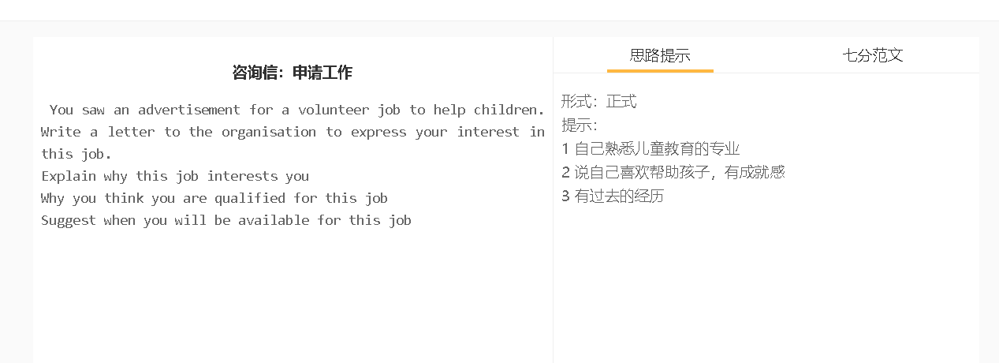 咨询信：申请工作
You saw an advertisement for a volunteer job to help children.
Write a letter to the organisation to express your interest in
this job.
Explain why this job interests you
Why you think you are qualified for this job
Suggest when you will be available for this job
思路提示 七分范文
形式：正式
提示：
1 自己熟悉儿童教育的专业
2 说自己喜欢帮助孩子，有成就感
3 有过去的经历